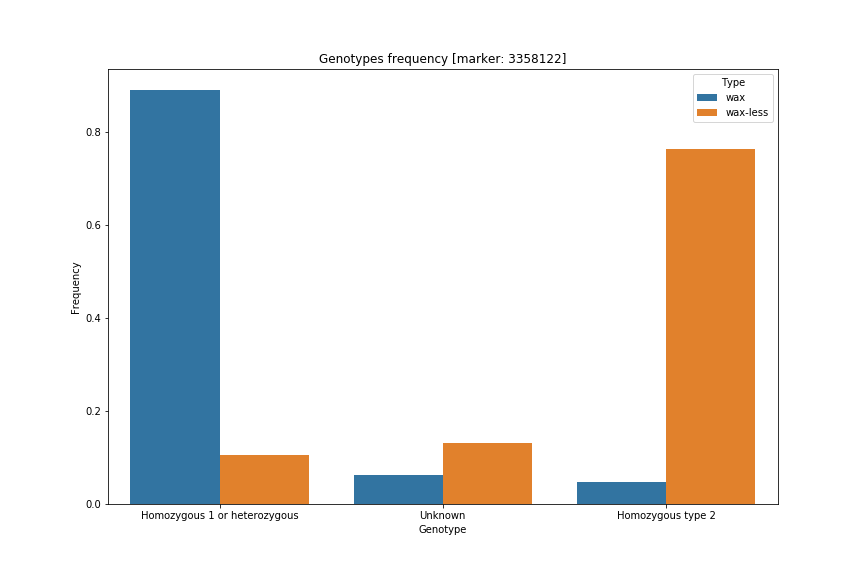 Genotypes frequency [marker: 3358122]
Type
wax
wax-less
Frequency
0.8
0.6
0.4
0.2
0.0
Homozygous 1 or heterozygous Unknown Homozygous type 2
Genotype